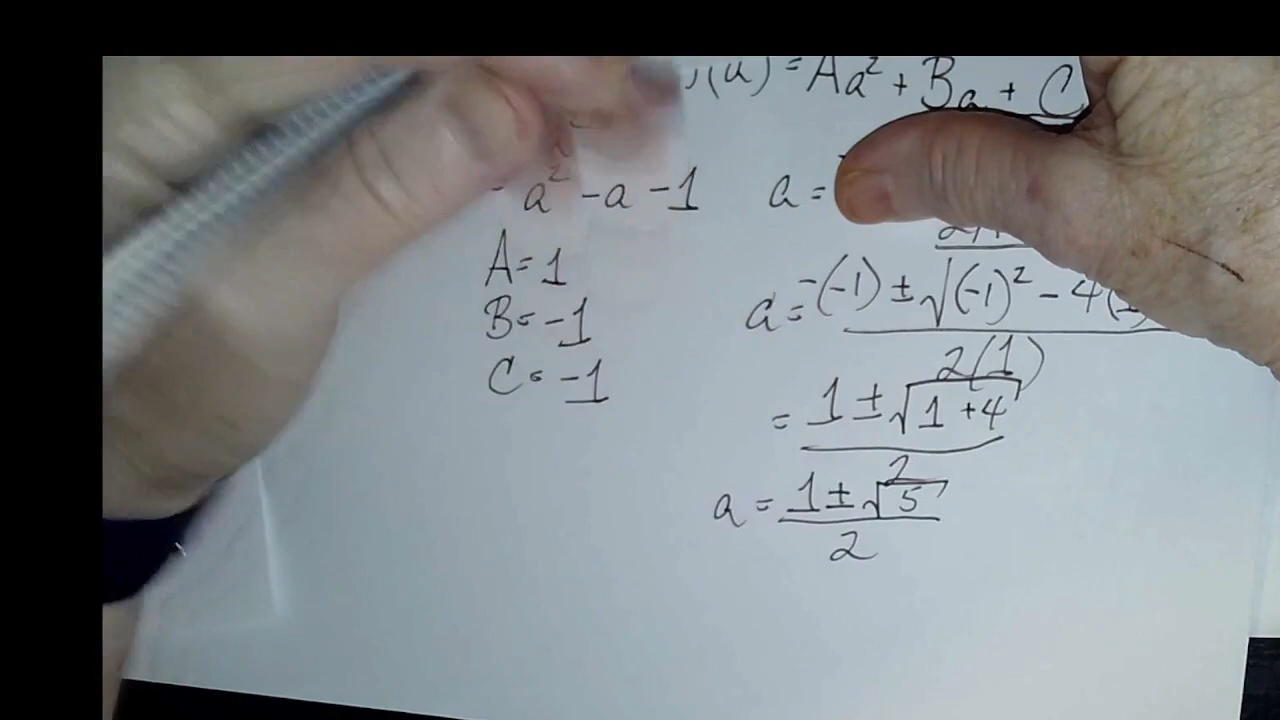 (a) = Aa² + Ba + C
a² - a - 1
a =
A = 1
B = -1
C = -1
a = -(-1) ± √(-1)² - 4(1
2(1)
= 1 ± √1 + 4
2
a = 1 ± √5
2